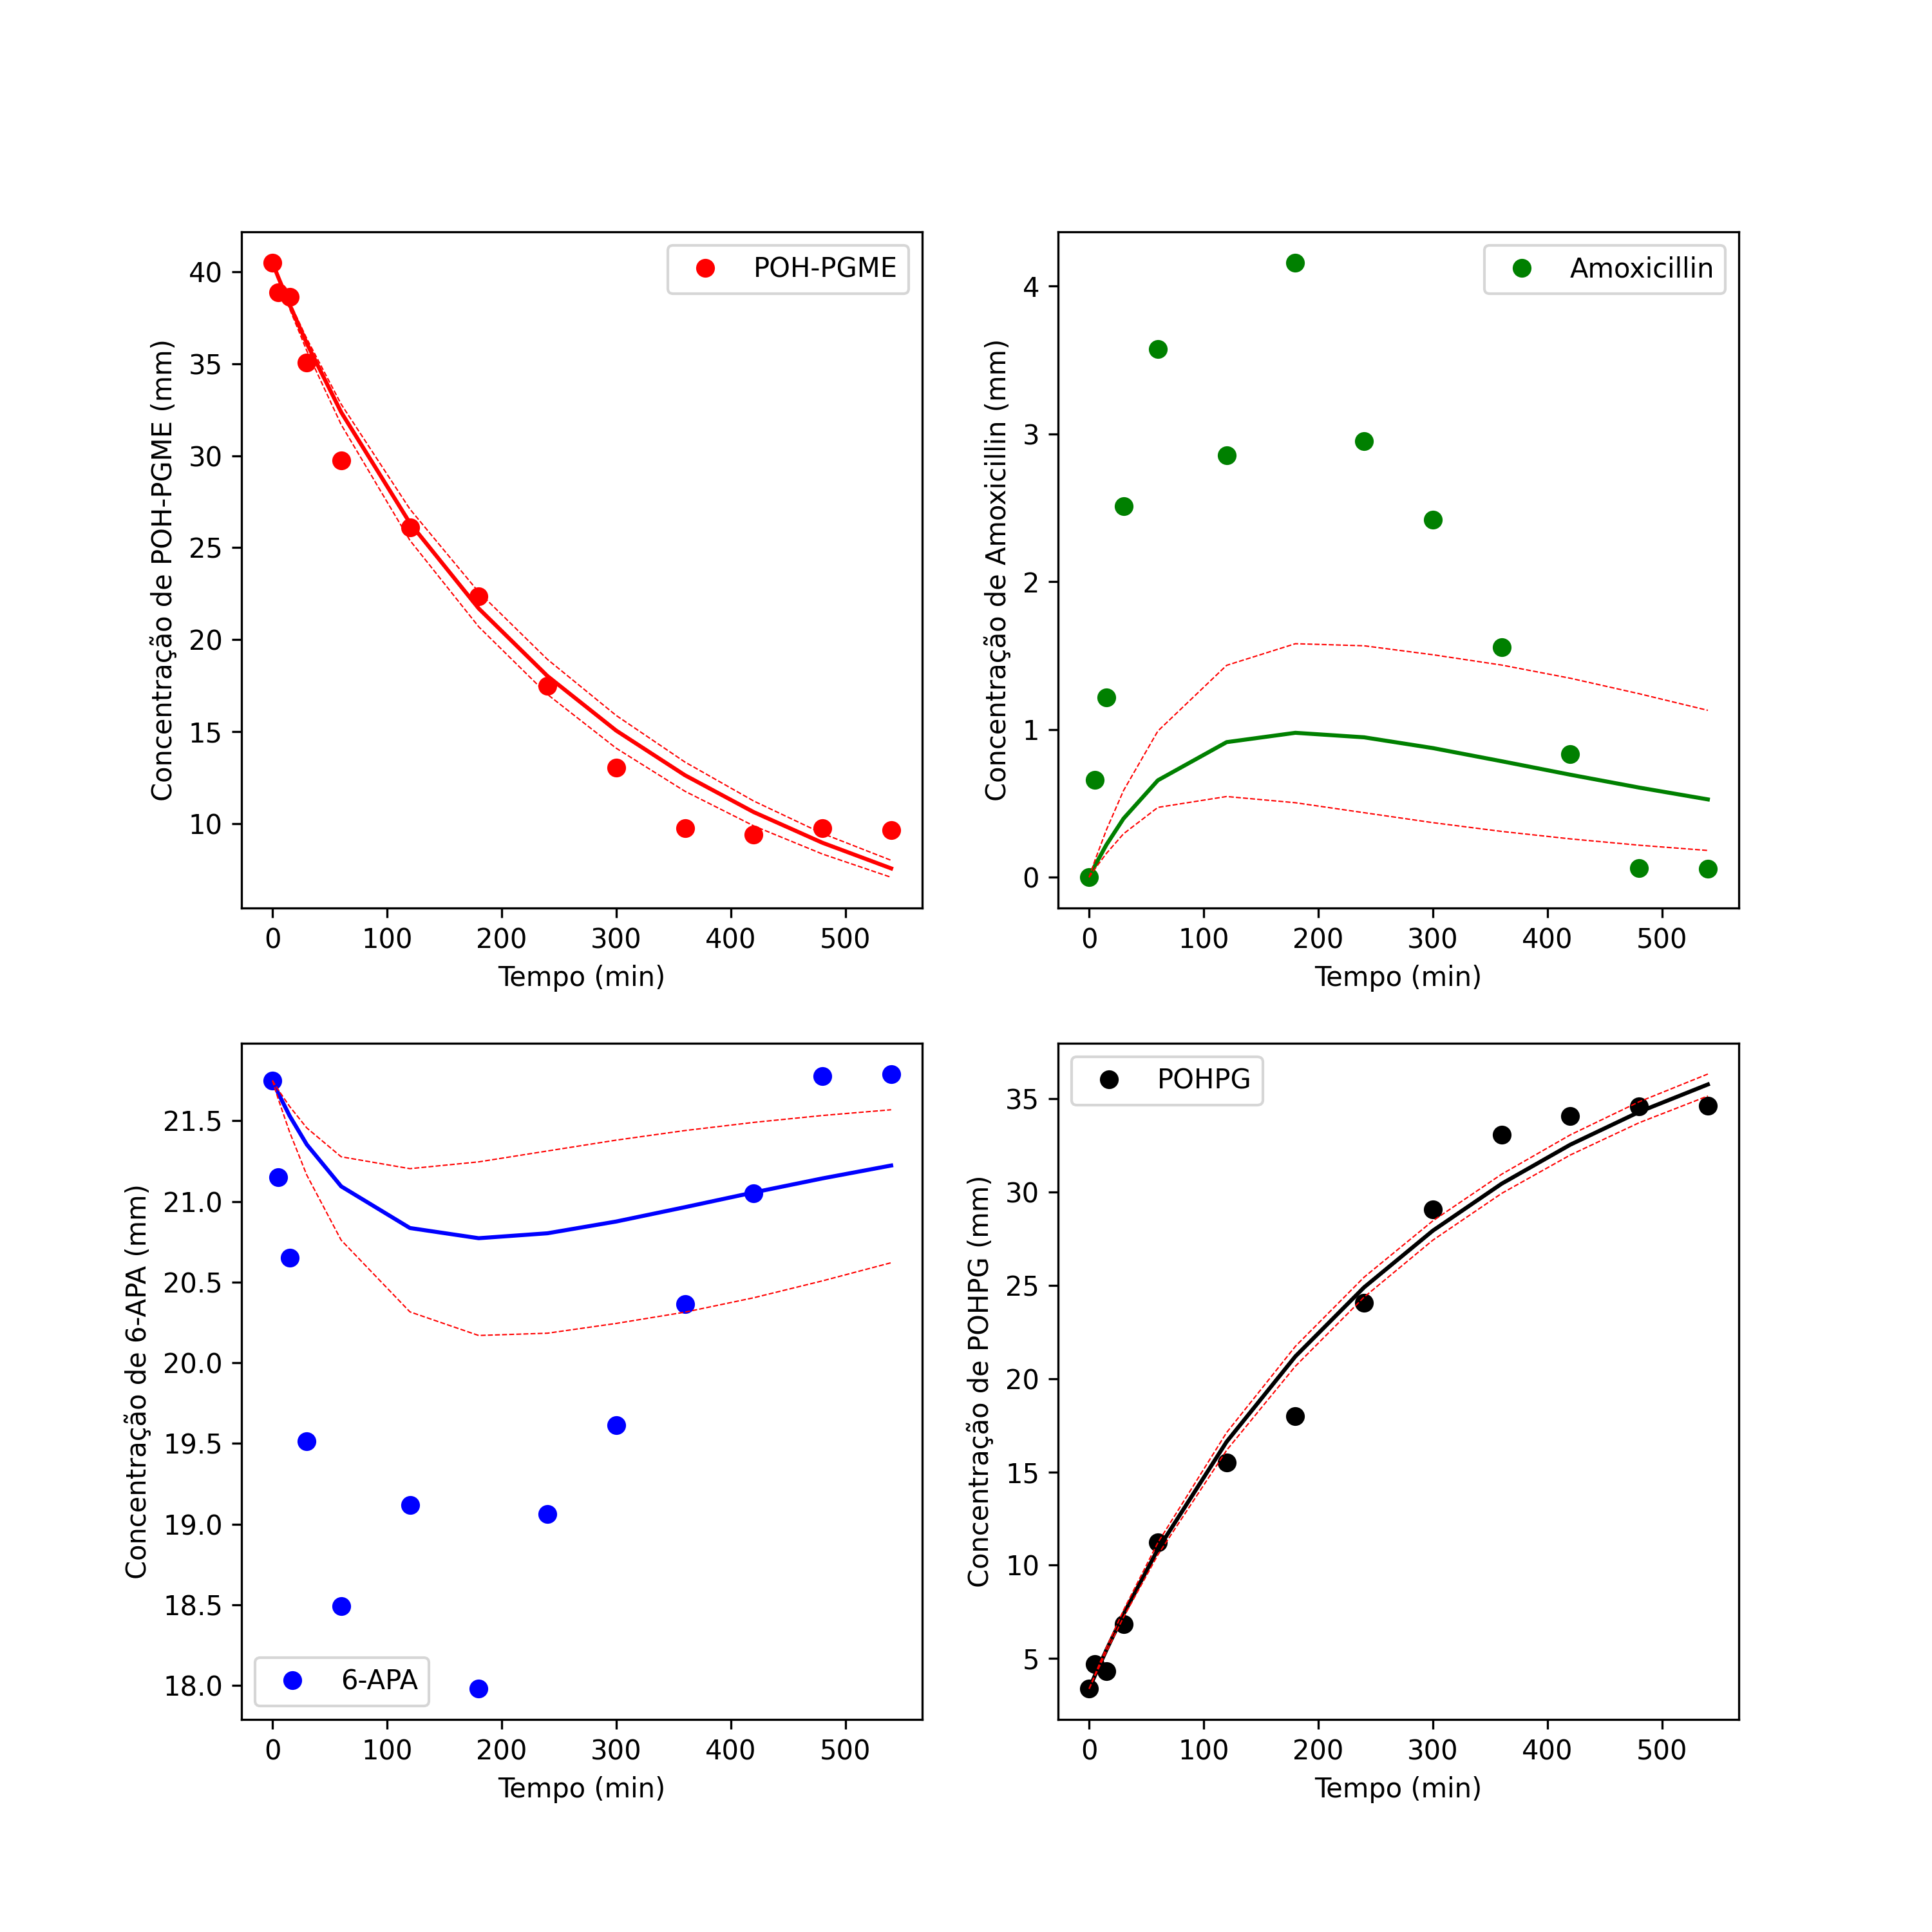 POH-PGME
Concentração de POH-PGME (mm)
40
35
30
25
20
15
10
0 100 200 300 400 500
Tempo (min)
Amoxicillin
Concentração de Amoxicillin (mm)
4
3
2
1
0
0 100 200 300 400 500
Tempo (min)
6-APA
Concentração de 6-APA (mm)
21.5
21.0
20.5
20.0
19.5
19.0
18.5
18.0
0 100 200 300 400 500
Tempo (min)
POHPG
Concentração de POHPG (mm)
35
30
25
20
15
10
5
0 100 200 300 400 500
Tempo (min)